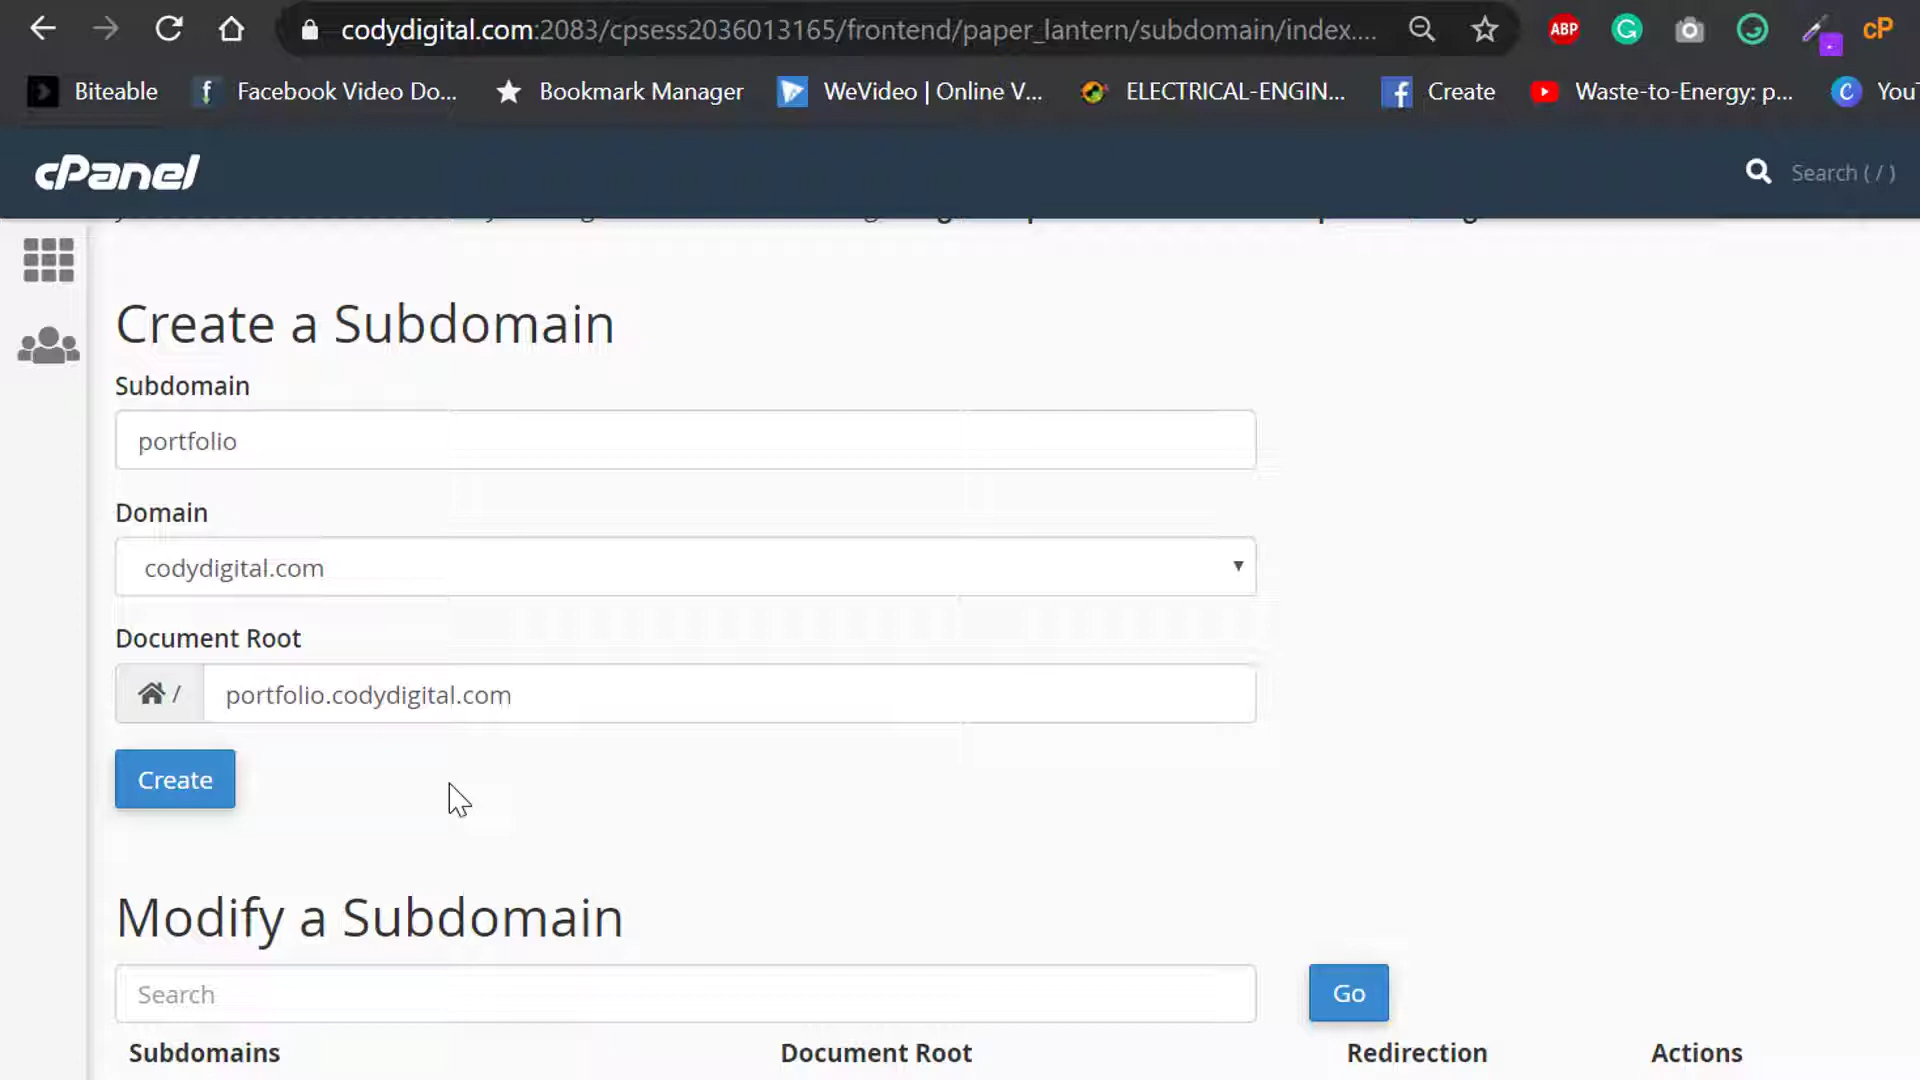 codydigital.com:2083/cpsess2036013165/frontend/paper_lantern/subdomain/index....
ABP
cP
Biteable
Facebook Video Do...
Bookmark Manager
WeVideo | Online V...
ELECTRICAL-ENGIN...
Create
Waste-to-Energy: p...
cPanel
Search ( / )
Create a Subdomain
Subdomain
portfolio
Domain
codydigital.com
Document Root
/ portfolio.codydigital.com
Create
Modify a Subdomain
Search
Go
Subdomains Document Root Redirection Actions